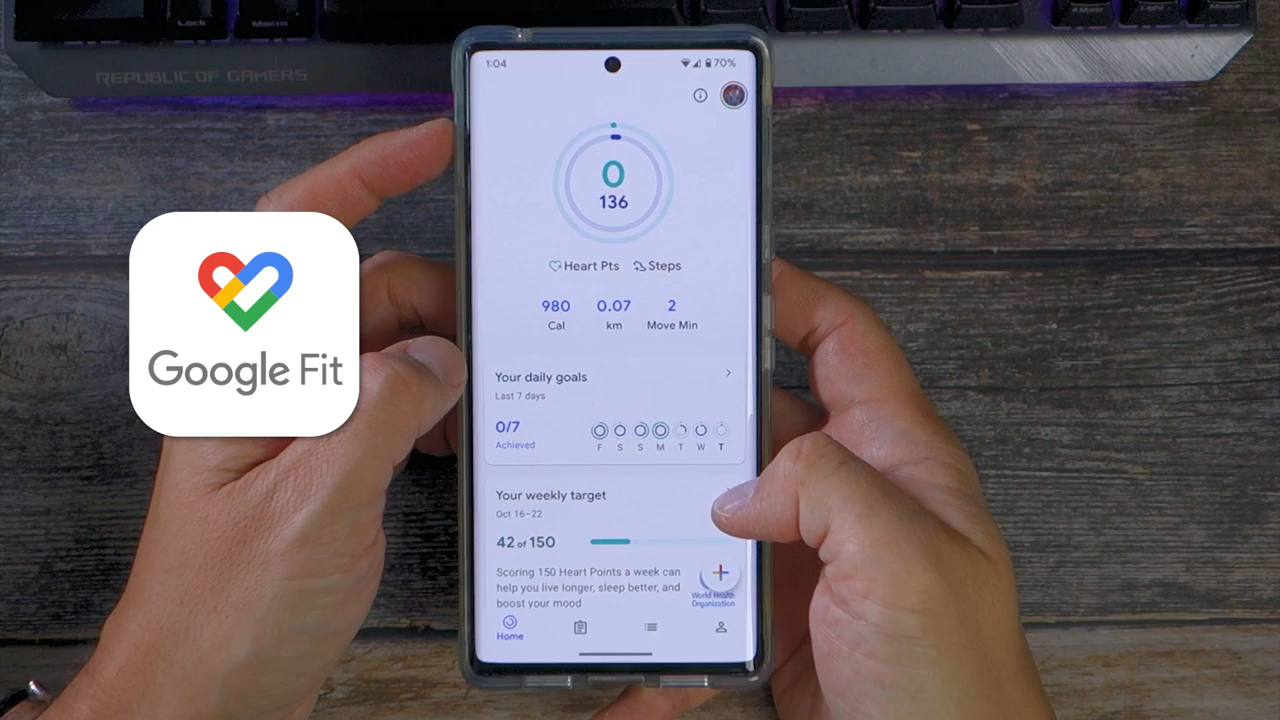 Lock
Macro
REPUBLIC OF GAMERS
1:04
70%
0
136
Heart Pts
Steps
980
0.07
2
Cal
km
Move Min
Your daily goals
Last 7 days
0/7
Achieved
F S S M T W T
Your weekly target
Oct 16–22
42 of 150
Scoring 150 Heart Points a week can
help you live longer, sleep better, and
boost your mood
World Health
Organization
Home
Google Fit